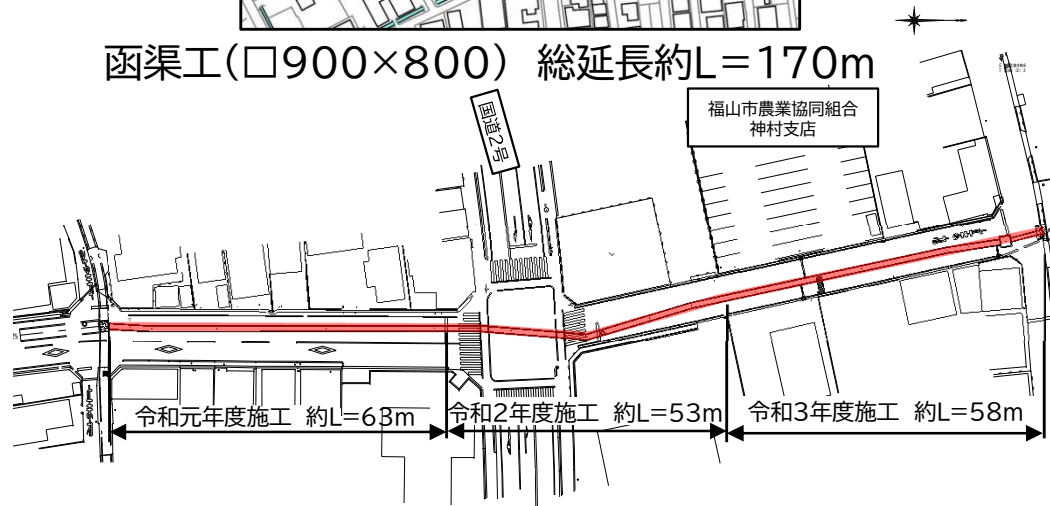 函渠工(□900×800) 総延長約L=170m
国道2号
福山市農業協同組合
神村支店
令和元年度施工 約L=63m
令和2年度施工 約L=53m
令和3年度施工 約L=58m